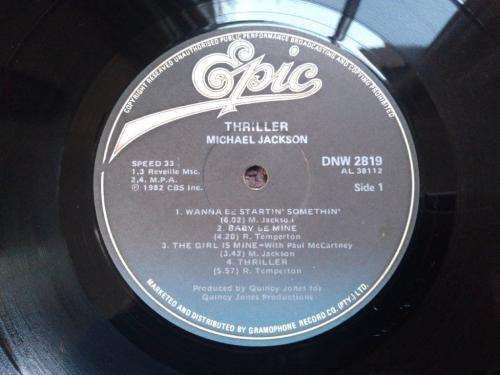 COPYRIGHT RESERVED UNAUTHORISED PUBLIC PERFORMANCE BROADCASTING AND COPYING PROHIBITED
Epic
THRILLER
MICHAEL JACKSON
SPEED 33
1,3 Reveille Msc.
2,4. M.P.A.
℗ 1982 CBS Inc.
DNW 2819
AL 38112
Side 1
1. WANNA BE STARTIN' SOMETHIN'
(6.02) M. Jackson
2. BABY BE MINE
(4.20) R. Temperton
3. THE GIRL IS MINE-With Paul McCartney
(3.42) M. Jackson
4. THRILLER
(5.57) R. Temperton
Produced by Quincy Jones for
Quincy Jones Productions
MARKETED AND DISTRIBUTED BY GRAMOPHONE RECORD CO. (PTY.) LTD.